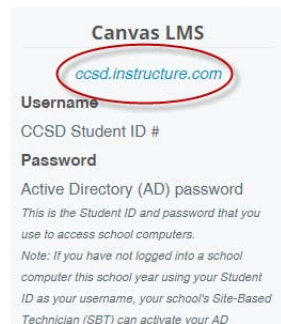 Canvas LMS
ccsd.instructure.com
Username
CCSD Student ID #
Password
Active Directory (AD) password
This is the Student ID and password that you
use to access school computers.
Note: If you have not logged into a school
computer this school year using your Student
ID as your username, your school's Site-Based
Technician (SBT) can activate your AD